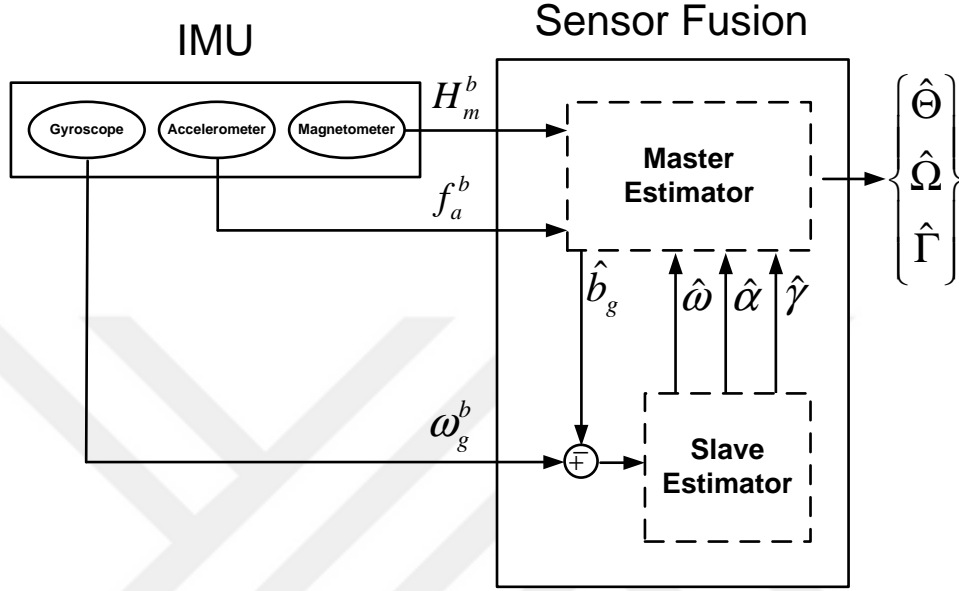 IMU
Sensor Fusion
Gyroscope
Accelerometer
Magnetometer
H_m^b
f_a^b
Master
Estimator
Θ̂
Ω̂
Γ̂
b̂_g
ω̂
α̂
γ̂
ω_g^b
−
+
Slave
Estimator